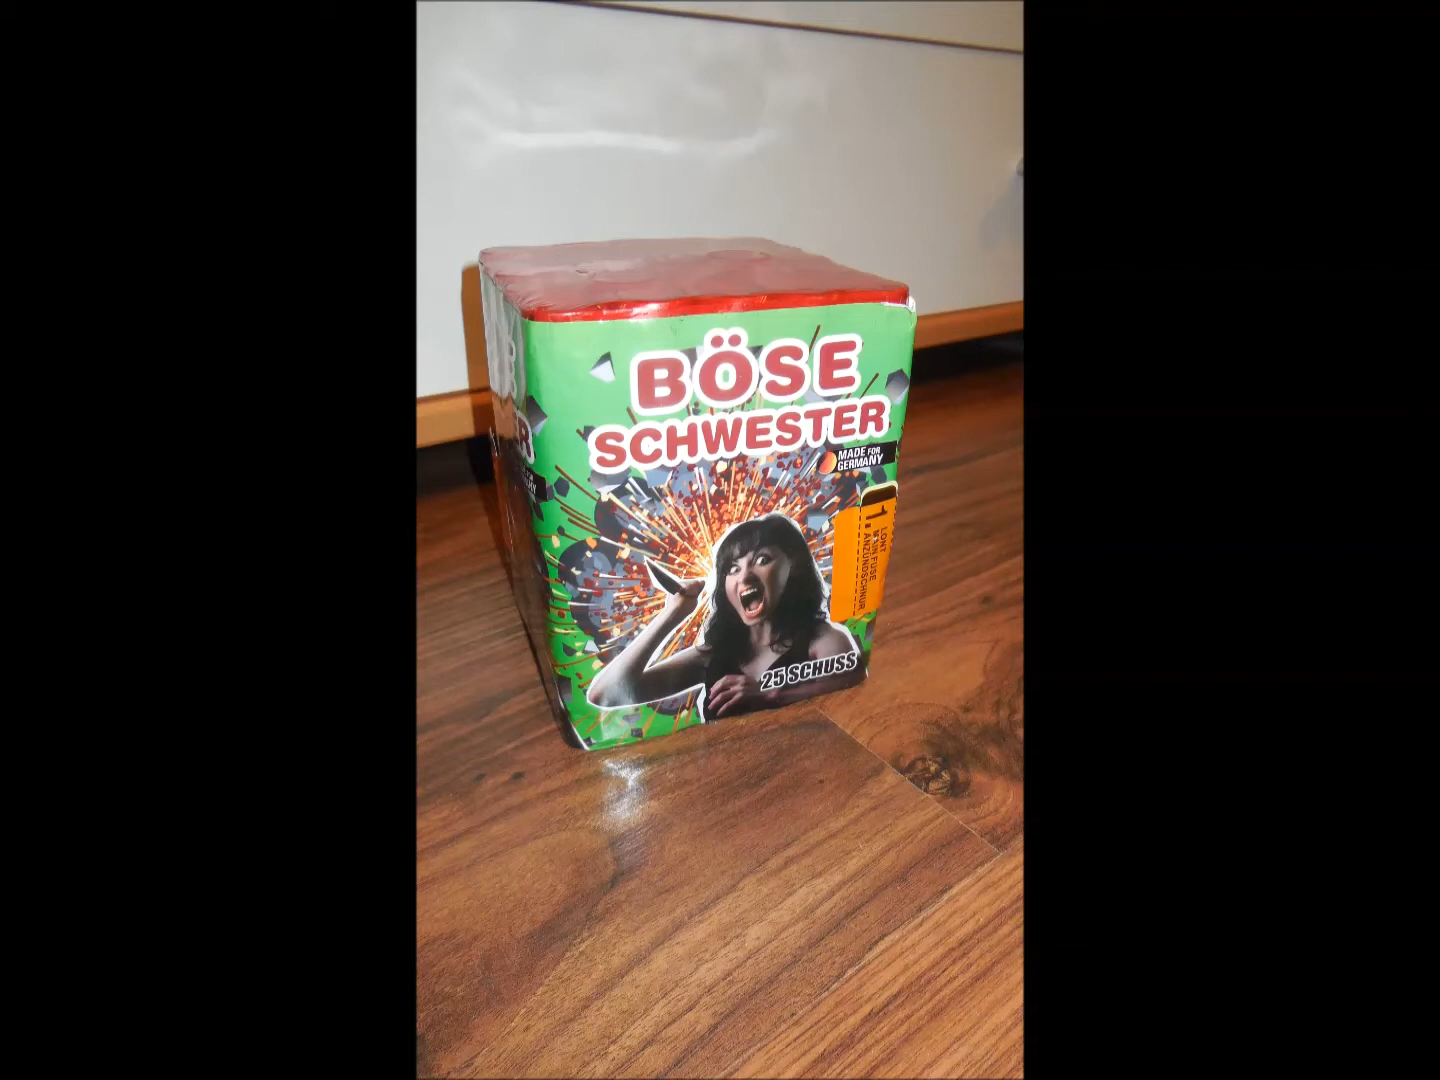 BÖSE
SCHWESTER
MADE FOR
GERMANY
1.
LONT
MAIN FUSE
ANZÜNDSCHNUR
25 SCHUSS